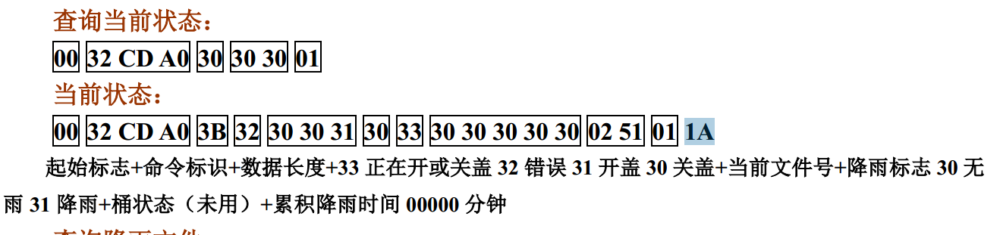 查询当前状态：
00 32 CD A0 30 30 30 01
当前状态：
00 32 CD A0 3B 32 30 30 31 30 33 30 30 30 30 30 02 51 01 1A
起始标志+命令标识+数据长度+33 正在开或关盖 32 错误 31 开盖 30 关盖+当前文件号+降雨标志 30 无
雨 31 降雨+桶状态（未用）+累积降雨时间 00000 分钟